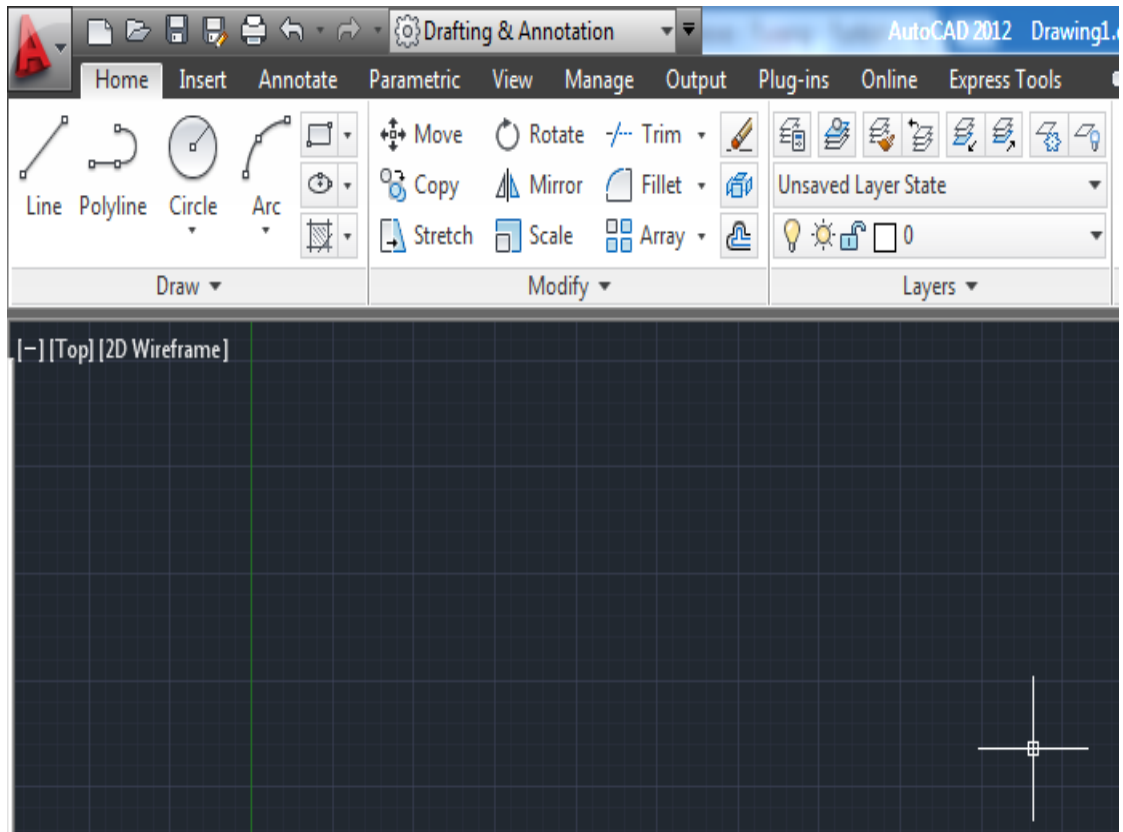 Drafting & Annotation AutoCAD 2012 Drawing1.
Home Insert Annotate Parametric View Manage Output Plug-ins Online Express Tools
Line Polyline Circle Arc
Move Rotate Trim
Copy Mirror Fillet
Stretch Scale Array
Unsaved Layer State
0
Draw Modify Layers
[−] [Top] [2D Wireframe]